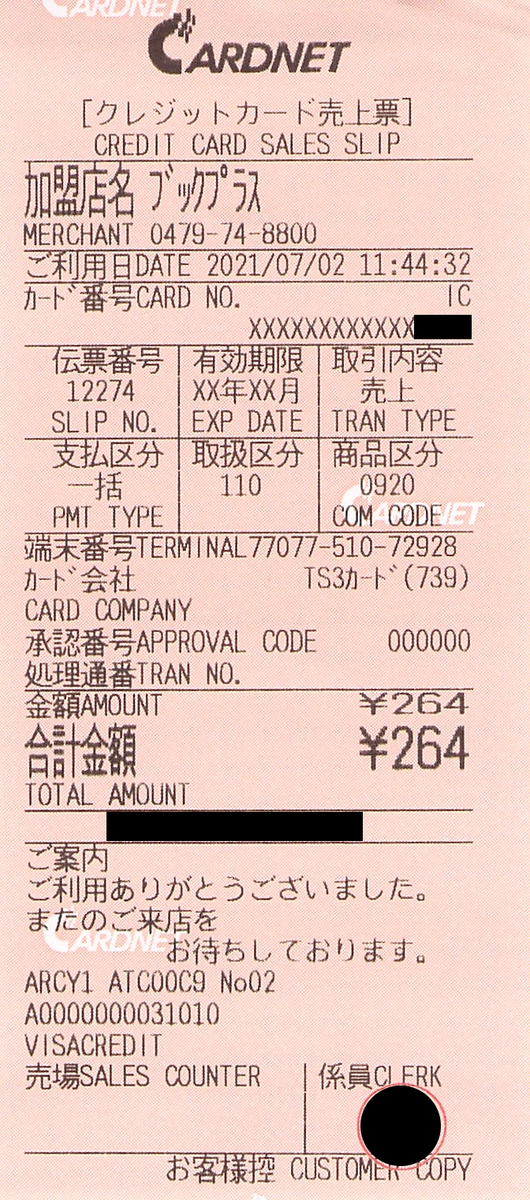 CARDNET
CARDNET
[クレジットカード売上票]
CREDIT CARD SALES SLIP
加盟店名 ブックプラス
MERCHANT 0479-74-8800
ご利用日DATE 2021/07/02 11:44:32
カード番号CARD NO. IC
XXXXXXXXXXXX
伝票番号 有効期限 取引内容
12274 XX年XX月 売上
SLIP NO. EXP DATE TRAN TYPE
支払区分 取扱区分 商品区分
一括 110 0920
PMT TYPE COM CODE
CARDNET
端末番号TERMINAL77077-510-72928
カード会社 TS3カード(739)
CARD COMPANY
承認番号APPROVAL CODE 000000
処理通番TRAN NO.
金額AMOUNT ¥264
合計金額 ¥264
TOTAL AMOUNT
ご案内
ご利用ありがとうございました。
またのご来店を
CARDNET
お待ちしております。
ARCY1 ATC00C9 No02
A0000000031010
VISACREDIT
売場SALES COUNTER 係員CLERK
お客様控 CUSTOMER COPY